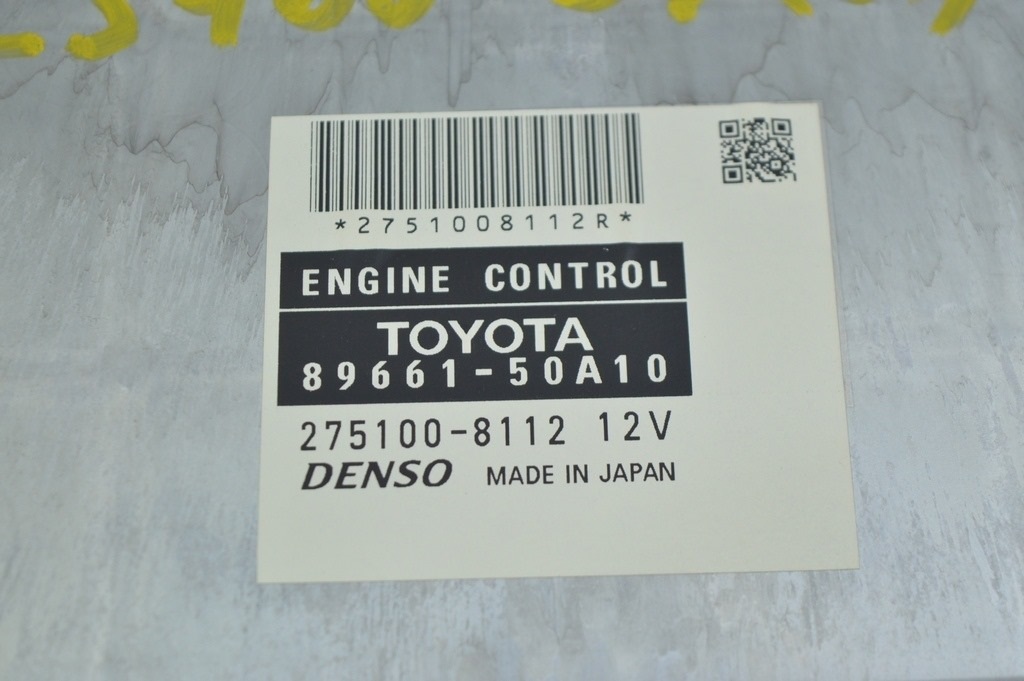 *2751008112R*
ENGINE CONTROL
TOYOTA
89661-50A10
275100-8112 12V
DENSO MADE IN JAPAN